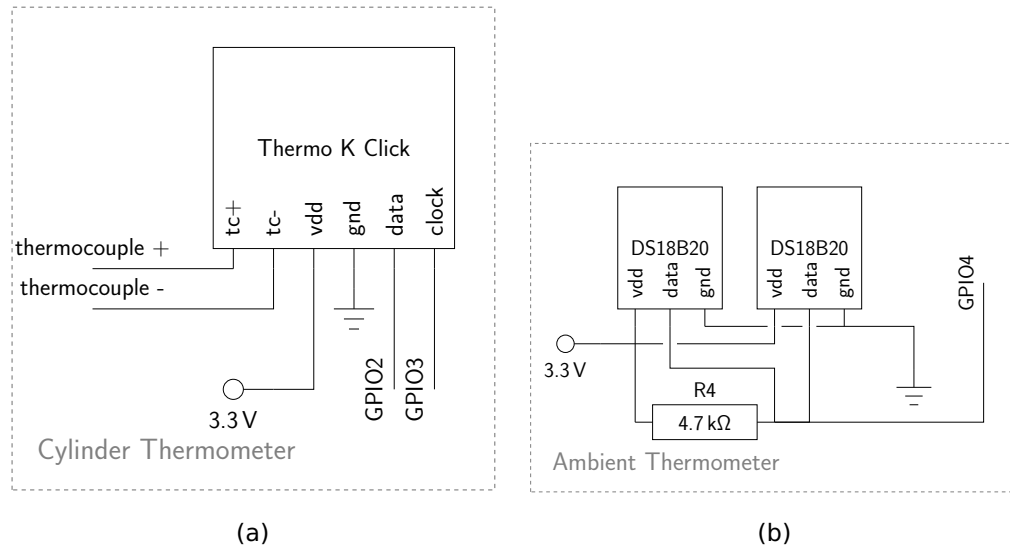 Thermo K Click
tc+ tc- vdd gnd data clock
thermocouple +
thermocouple -
GPIO2 GPIO3
3.3 V
Cylinder Thermometer
(a)
DS18B20 DS18B20
vdd data gnd vdd data gnd
GPIO4
3.3 V
R4
4.7 kΩ
Ambient Thermometer
(b)